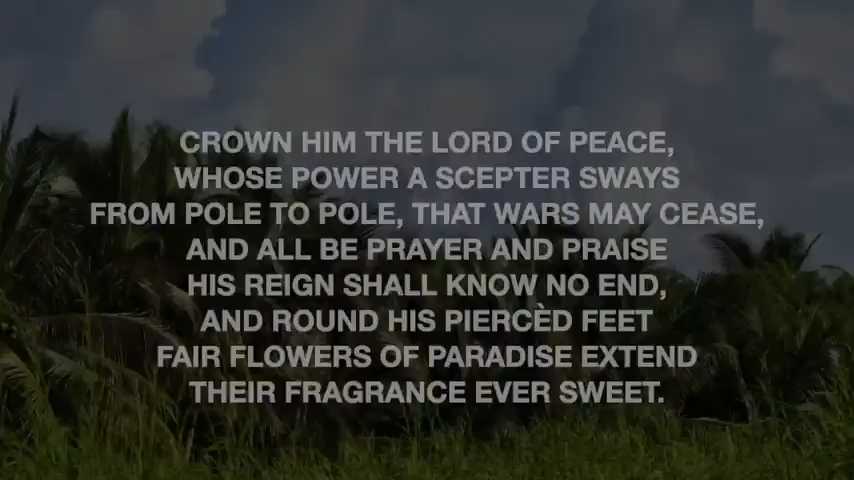 CROWN HIM THE LORD OF PEACE,
WHOSE POWER A SCEPTER SWAYS
FROM POLE TO POLE, THAT WARS MAY CEASE,
AND ALL BE PRAYER AND PRAISE
HIS REIGN SHALL KNOW NO END,
AND ROUND HIS PIERCÈD FEET
FAIR FLOWERS OF PARADISE EXTEND
THEIR FRAGRANCE EVER SWEET.